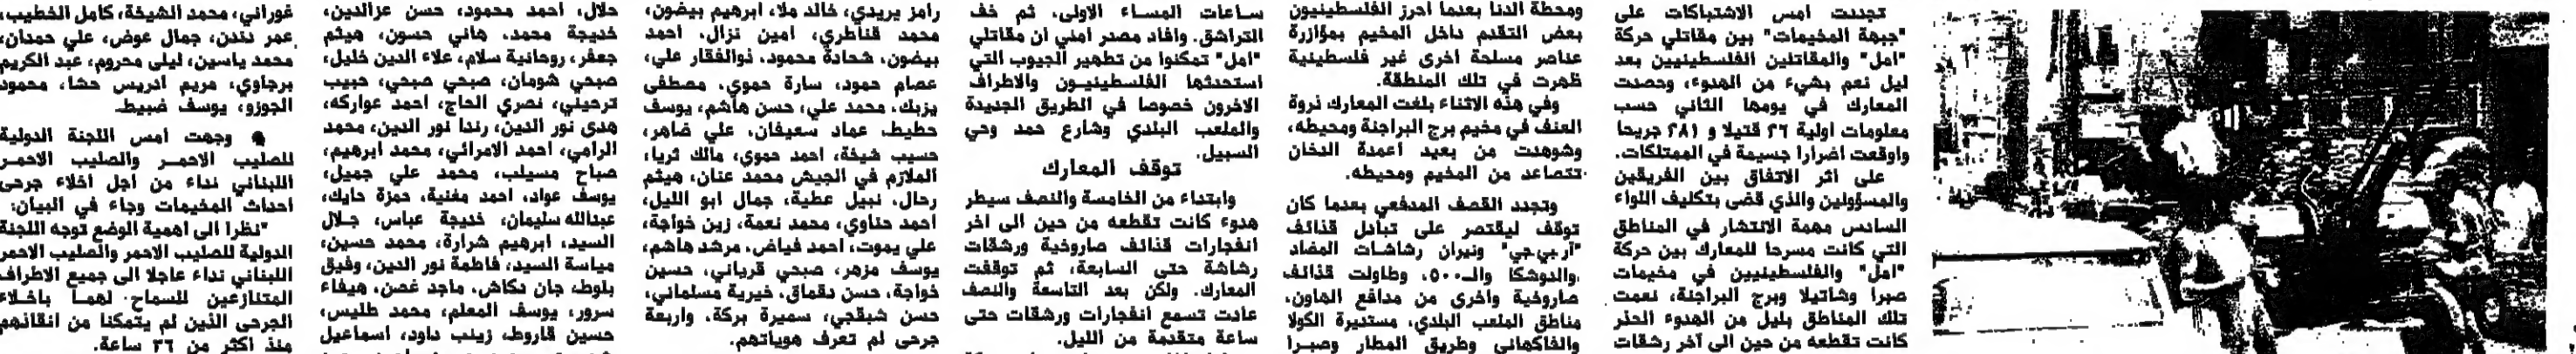 تجددت امس الاشتباكات على
"جبهة المخيمات" بين مقاتلي حركة
"امل" والمقاتلين الفلسطينيين بعد
ليل نعم بشيء من الهدوء، وحصدت
المعارك في يومها الثاني حسب
معلومات اولية ٢٦ قتيلا و ٢٨١ جريحا
واوقعت اضرارا جسيمة في الممتلكات.
على اثر الاتفاق بين الفريقين
والمسؤولين والذي قضى بتكليف اللواء
السادس مهمة الانتشار في المناطق
التي كانت مسرحا للمعارك بين حركة
"امل" والفلسطينيين في مخيمات
صبرا وشاتيلا وبرج البراجنة، نعمت
تلك المناطق بليل من الهدوء الحذر
كانت تقطعه من حين الى آخر رشقات
ومحطة الدنا بعدما احرز الفلسطينيون
بعض التقدم داخل المخيم بمؤازرة
عناصر مسلحة اخرى غير فلسطينية
ظهرت في تلك المنطقة.
وفي هذه الاثناء بلغت المعارك ذروة
العنف في مخيم برج البراجنة ومحيطه،
وشوهدت من بعيد اعمدة الدخان
تتصاعد من المخيم ومحيطه.
وتجدد القصف المدفعي بعدما كان
توقف ليقتصر على تبادل قذائف
"آر بي جي" ونيران رشاشات المضاد
والدوشكا والـ٥٠٠، وطاولت قذائف
صاروخية واخرى من مدافع الهاون،
مناطق الملعب البلدي، مستديرة الكولا
والفاكهاني وطريق المطار وصبرا
ساعات المساء الاولى، ثم خف
التراشق. وافاد مصدر امني ان مقاتلي
"امل" تمكنوا من تطهير الجيوب التي
استحدثها الفلسطينيون والاطراف
الاخرون خصوصا في الطريق الجديدة
والملعب البلدي وشارع حمد وحي
السبيل.
توقف المعارك
وابتداء من الخامسة والنصف سيطر
هدوء كانت تقطعه من حين الى اخر
انفجارات قذائف صاروخية ورشقات
رشاشة حتى السابعة، ثم توقفت
المعارك. ولكن بعد التاسعة والنصف
عادت تسمع انفجارات ورشقات حتى
ساعة متقدمة من الليل.
رامز يريدي، خالد ملا، ابرهيم بيضون،
محمد قناطري، امين نزال، احمد
بيضون، شحادة محمود، ذوالفقار علي،
عصام حمود، سارة حموي، مصطفى
يزبك، محمد علي، حسن هاشم، يوسف
حطيط، عماد سعيفان، علي ضاهر،
حسيب شيخة، احمد حموي، مالك ثريا،
الملازم في الجيش محمد عنان، هيثم
رحال، نبيل عطية، جمال ابو الليل،
احمد حناوي، محمد نعمة، زين خواجة،
علي يموت، احمد فياض، مرشد هاشم،
يوسف مزهر، صبحي قرباني، حسين
خواجة، حسن دقماق، خيرية مسلماني،
حسن شبقجي، سميرة بركة، واربعة
جرحى لم تعرف هوياتهم.
حلال، احمد محمود، حسن عزالدين،
خديجة محمد، هاني حسون، هيثم
جعفر، روحانية سلام، علاء الدين خليل،
صبحي شومان، صبحي صبحي، حبيب
ترحيني، نصري الحاج، احمد عواركه،
هدى نور الدين، رندا نور الدين، محمد
الرامي، احمد الامرائي، محمد ابرهيم،
صباح مسيلب، محمد علي جميل،
يوسف عواد، احمد مغنية، حمزة حايك،
عبدالله سليمان، خديجة عباس، جلال
السيد، ابرهيم شرارة، محمد حسين،
مياسة السيد، فاطمة نور الدين، وفيق
بلوط، جان دكاش، ماجد غصن، هيفاء
سرور، يوسف المعلم، محمد طليس،
حسين قاروط، زينب داود، اسماعيل
غوراني، محمد الشيخة، كامل الخطيب،
عمر دندن، جمال عوض، علي حمدان،
محمد ياسين، ليلى محروم، عبد الكريم
برجاوي، مريم ادريس حشا، محمود
الجوزو، يوسف ضبيط.
● وجهت امس اللجنة الدولية
للصليب الاحمر والصليب الاحمر
اللبناني نداء من اجل اخلاء جرحى
احداث المخيمات وجاء في البيان:
"نظرا الى اهمية الوضع توجه اللجنة
الدولية للصليب الاحمر والصليب الاحمر
اللبناني نداء عاجلا الى جميع الاطراف
المتنازعين للسماح لهما باخلاء
الجرحى الذين لم يتمكنا من انقاذهم
منذ اكثر من ٣٦ ساعة.